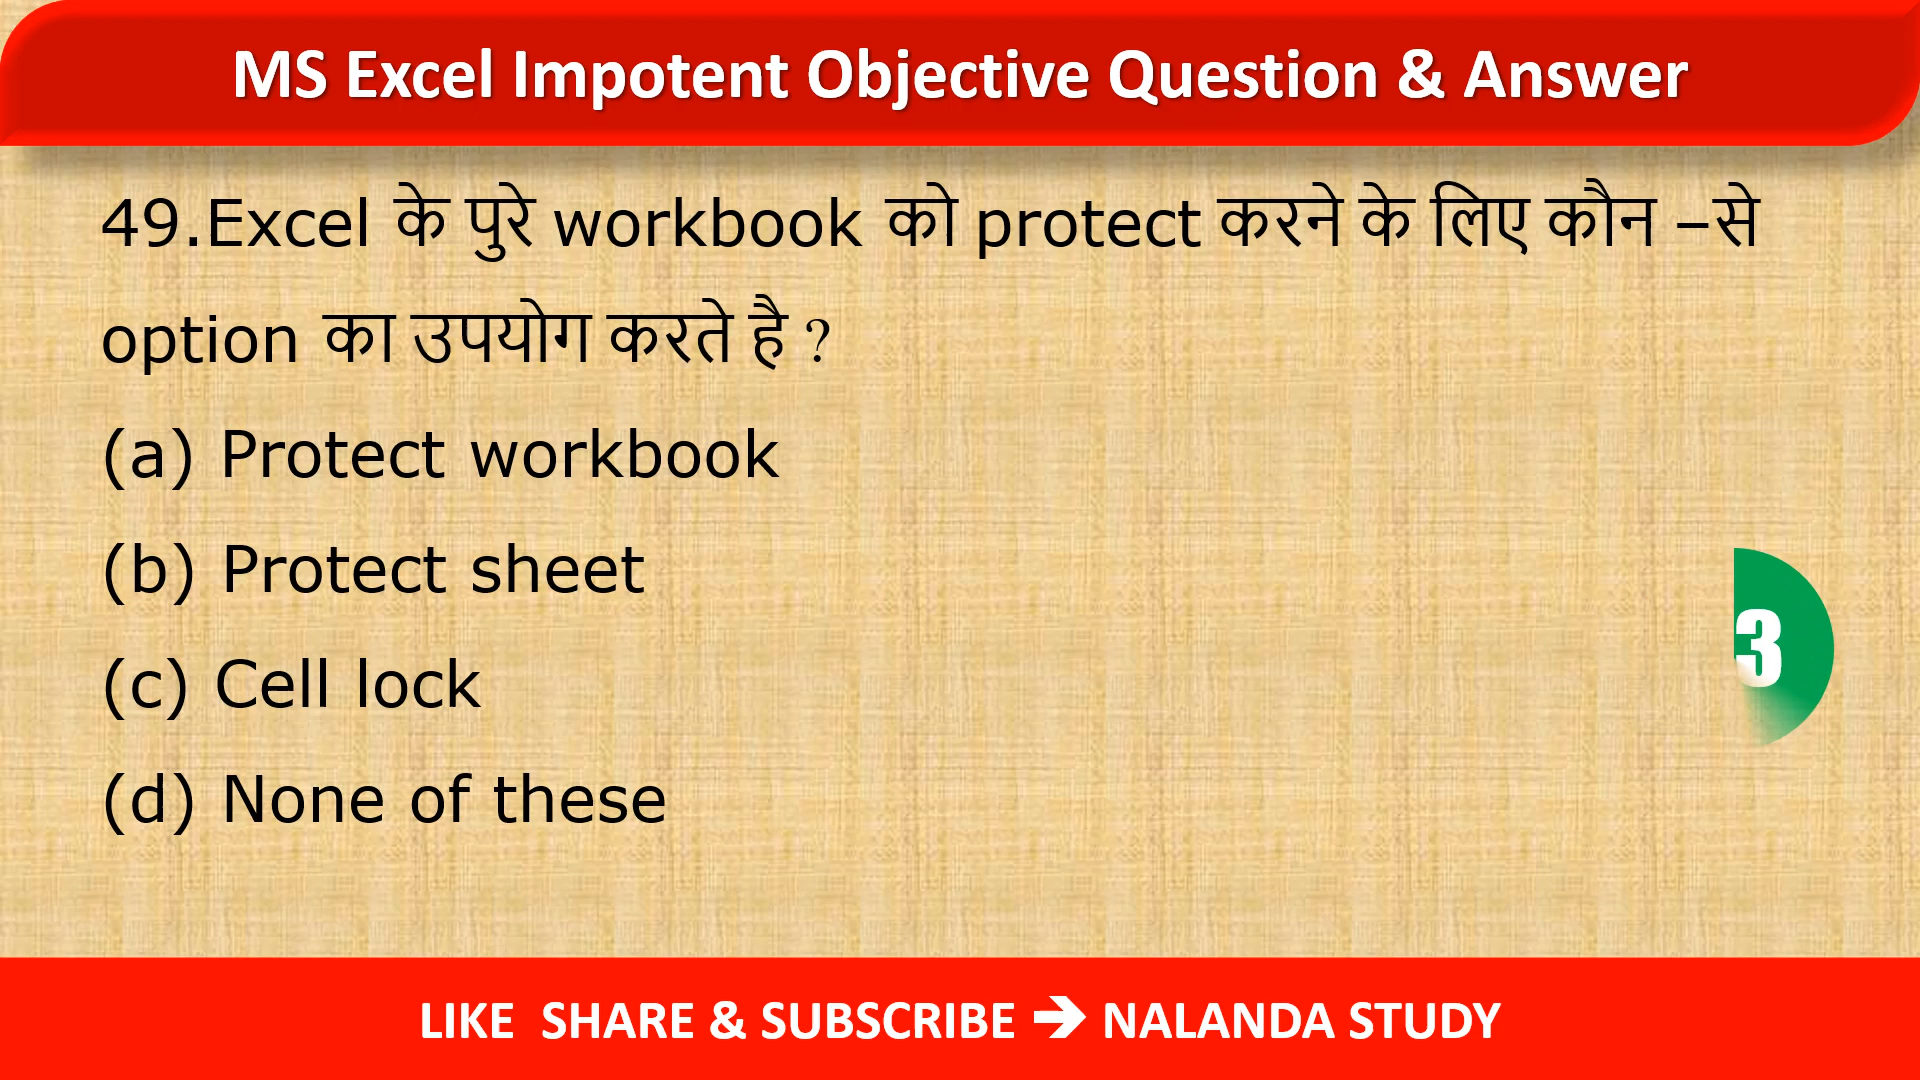 MS Excel Impotent Objective Question & Answer
49.Excel के पुरे workbook को protect करने के लिए कौन –से
option का उपयोग करते है ?
(a) Protect workbook
(b) Protect sheet
(c) Cell lock
(d) None of these
3
LIKE SHARE & SUBSCRIBE → NALANDA STUDY